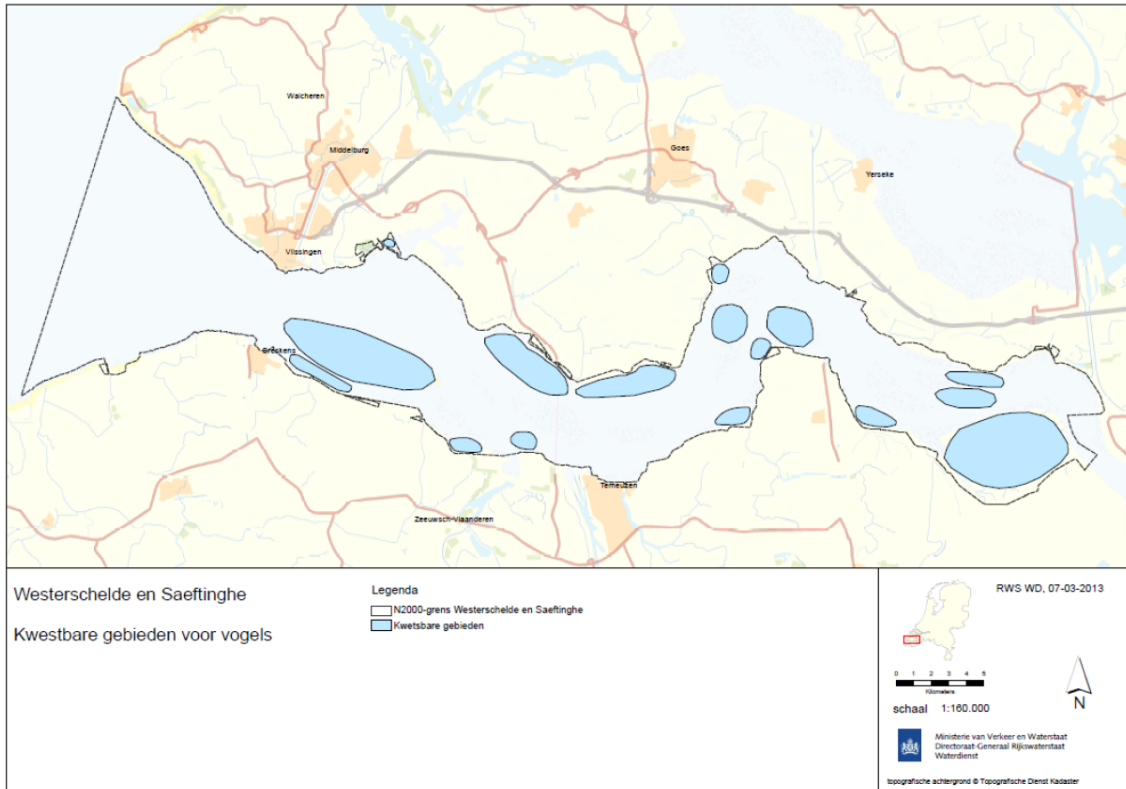 Walcheren
Middelburg
Goes
Yerseke
Vlissingen
Breskens
Terneuzen
Zeeuwsch-Vlaanderen
Westerschelde en Saeftinghe
Kwestbare gebieden voor vogels
Legenda
N2000-grens Westerschelde en Saeftinghe
Kwetsbare gebieden
RWS WD, 07-03-2013
0 1 2 3 4 5
Kilometers
schaal 1:160.000
N
Ministerie van Verkeer en Waterstaat
Directoraat-Generaal Rijkswaterstaat
Waterdienst
topografische achtergrond © Topografische Dienst Kadaster